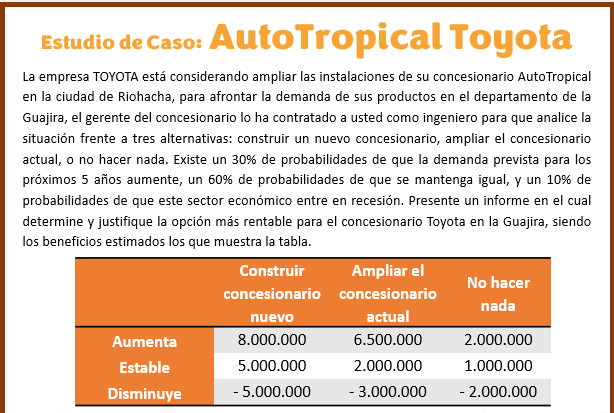 Estudio de Caso: AutoTropical Toyota
La empresa TOYOTA está considerando ampliar las instalaciones de su concesionario AutoTropical
en la ciudad de Riohacha, para afrontar la demanda de sus productos en el departamento de la
Guajira, el gerente del concesionario lo ha contratado a usted como ingeniero para que analice la
situación frente a tres alternativas: construir un nuevo concesionario, ampliar el concesionario
actual, o no hacer nada. Existe un 30% de probabilidades de que la demanda prevista para los
próximos 5 años aumente, un 60% de probabilidades de que se mantenga igual, y un 10% de
probabilidades de que este sector económico entre en recesión. Presente un informe en el cual
determine y justifique la opción más rentable para el concesionario Toyota en la Guajira, siendo
los beneficios estimados los que muestra la tabla.
Construir concesionario nuevo
Ampliar el concesionario actual
No hacer nada
Aumenta 8.000.000 6.500.000 2.000.000
Estable 5.000.000 2.000.000 1.000.000
Disminuye - 5.000.000 - 3.000.000 - 2.000.000